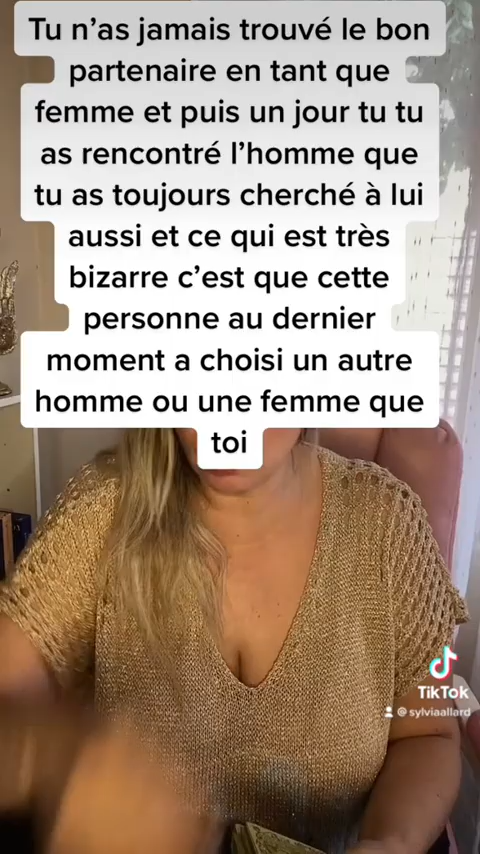 Tu n’as jamais trouvé le bon
partenaire en tant que
femme et puis un jour tu tu
as rencontré l’homme que
tu as toujours cherché à lui
aussi et ce qui est très
bizarre c’est que cette
personne au dernier
moment a choisi un autre
homme ou une femme que
toi
TikTok
@sylviaallard